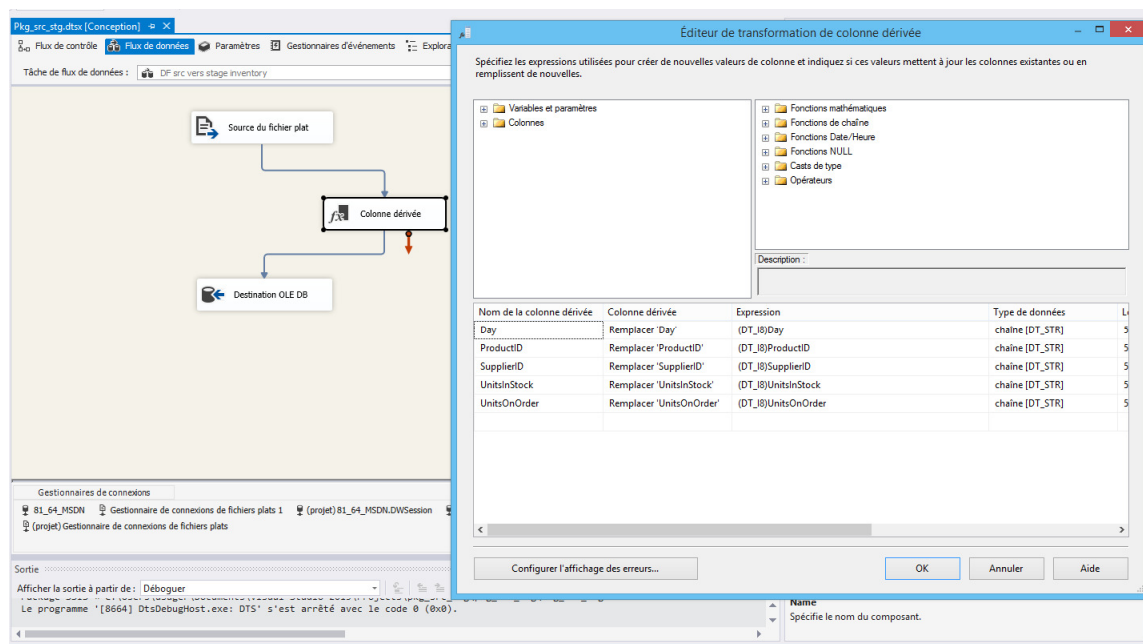 Pkg_src_stg.dtsx [Conception]
Flux de contrôle Flux de données Paramètres Gestionnaires d'événements Explora
Tâche de flux de données : DF src vers stage inventory
Source du fichier plat
Colonne dérivée
Destination OLE DB
Gestionnaires de connexions
81_64_MSDN Gestionnaire de connexions de fichiers plats 1 (projet) 81_64_MSDN.DWSession
(projet) Gestionnaire de connexions de fichiers plats
Sortie
Afficher la sortie à partir de : Déboguer
Le programme '[8664] DtsDebugHost.exe: DTS' s'est arrêté avec le code 0 (0x0).
Éditeur de transformation de colonne dérivée
Spécifiez les expressions utilisées pour créer de nouvelles valeurs de colonne et indiquez si ces valeurs mettent à jour les colonnes existantes ou en
remplissent de nouvelles.
Variables et paramètres
Colonnes
Fonctions mathématiques
Fonctions de chaîne
Fonctions Date/Heure
Fonctions NULL
Casts de type
Opérateurs
Description :
Nom de la colonne dérivée Colonne dérivée Expression Type de données L
Day Remplacer 'Day' (DT_I8)Day chaîne [DT_STR] 5
ProductID Remplacer 'ProductID' (DT_I8)ProductID chaîne [DT_STR] 5
SupplierID Remplacer 'SupplierID' (DT_I8)SupplierID chaîne [DT_STR] 5
UnitsInStock Remplacer 'UnitsInStock' (DT_I8)UnitsInStock chaîne [DT_STR] 5
UnitsOnOrder Remplacer 'UnitsOnOrder' (DT_I8)UnitsOnOrder chaîne [DT_STR] 5
Configurer l'affichage des erreurs... OK Annuler Aide
Name
Spécifie le nom du composant.